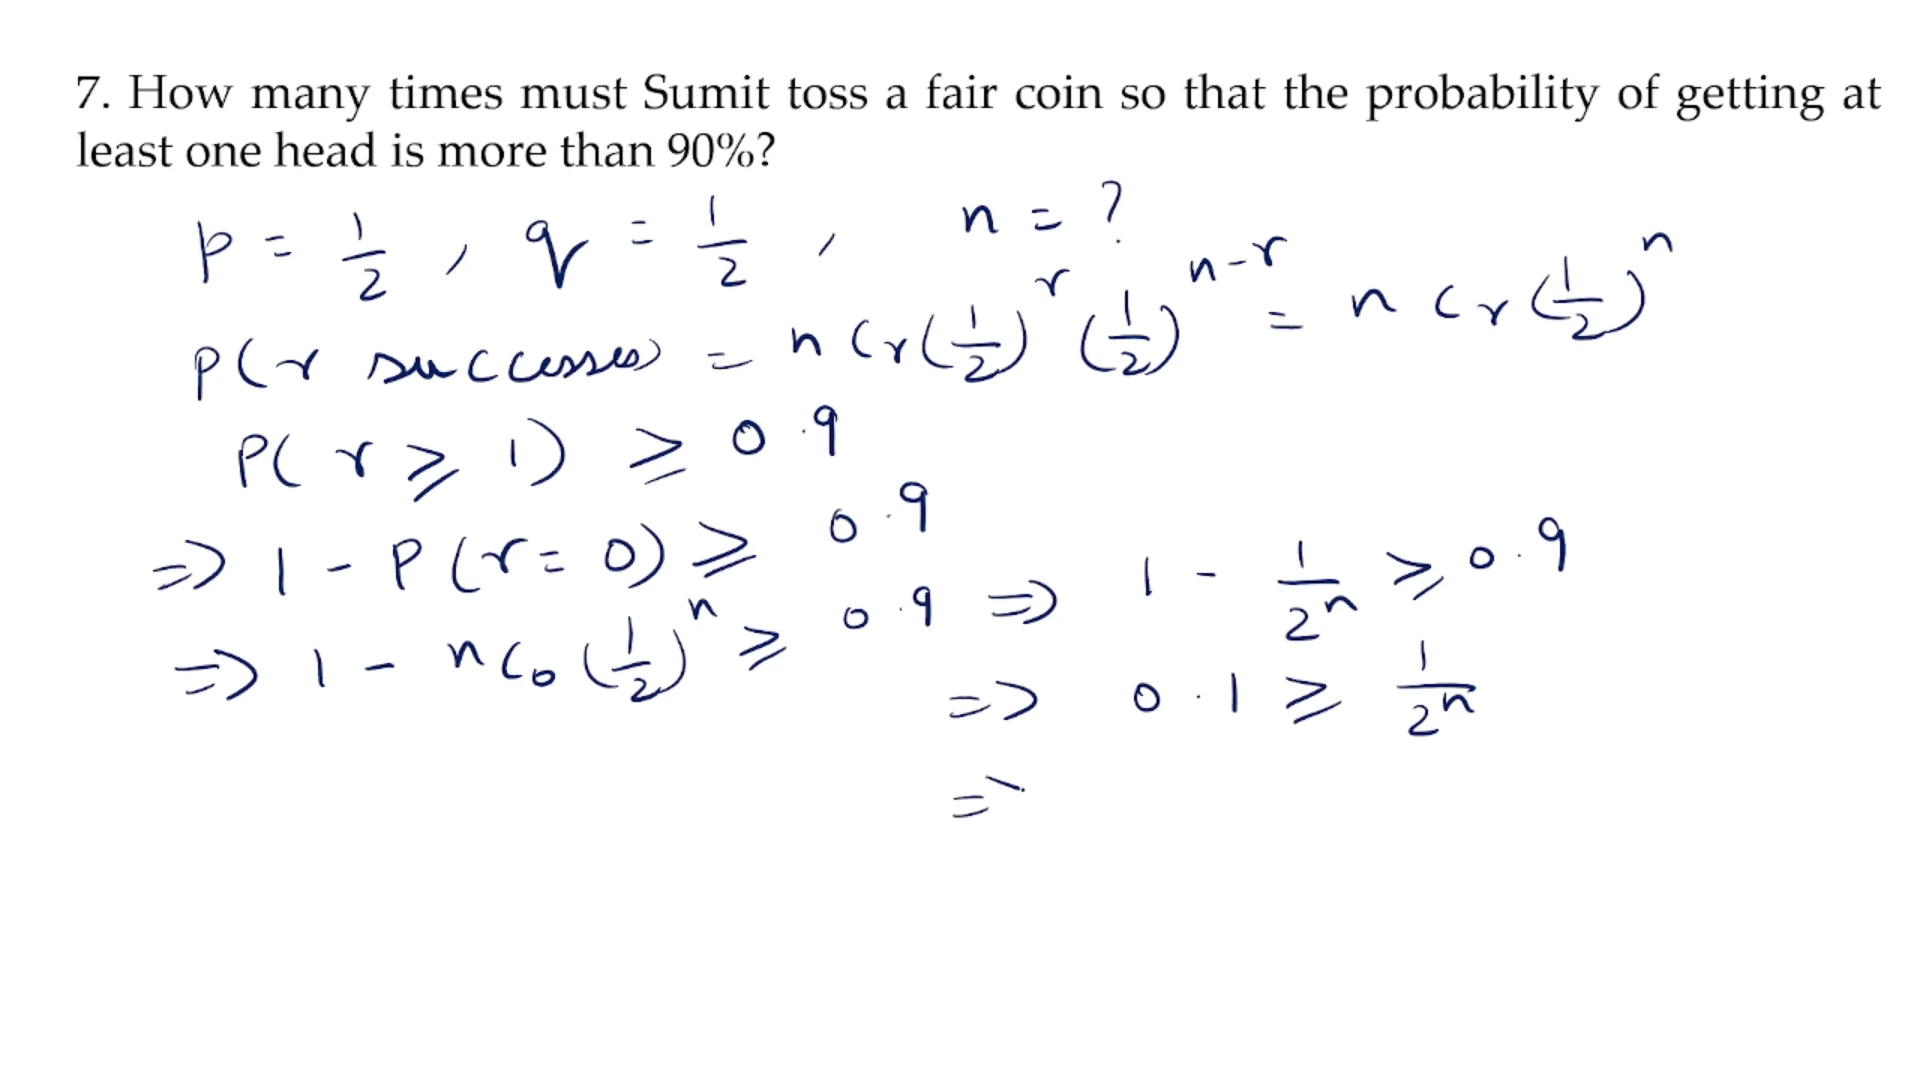 7. How many times must Sumit toss a fair coin so that the probability of getting at
least one head is more than 90%?
p = 1/2 , q = 1/2 , n = ?
P(r successes) = nCr(1/2)^r (1/2)^n-r = nCr(1/2)^n
P(r ≥ 1) ≥ 0.9
=> 1 - P(r = 0) ≥ 0.9
=> 1 - nC0 (1/2)^n ≥ 0.9 => 1 - 1/2^n ≥ 0.9
=> 0.1 ≥ 1/2^n
=>